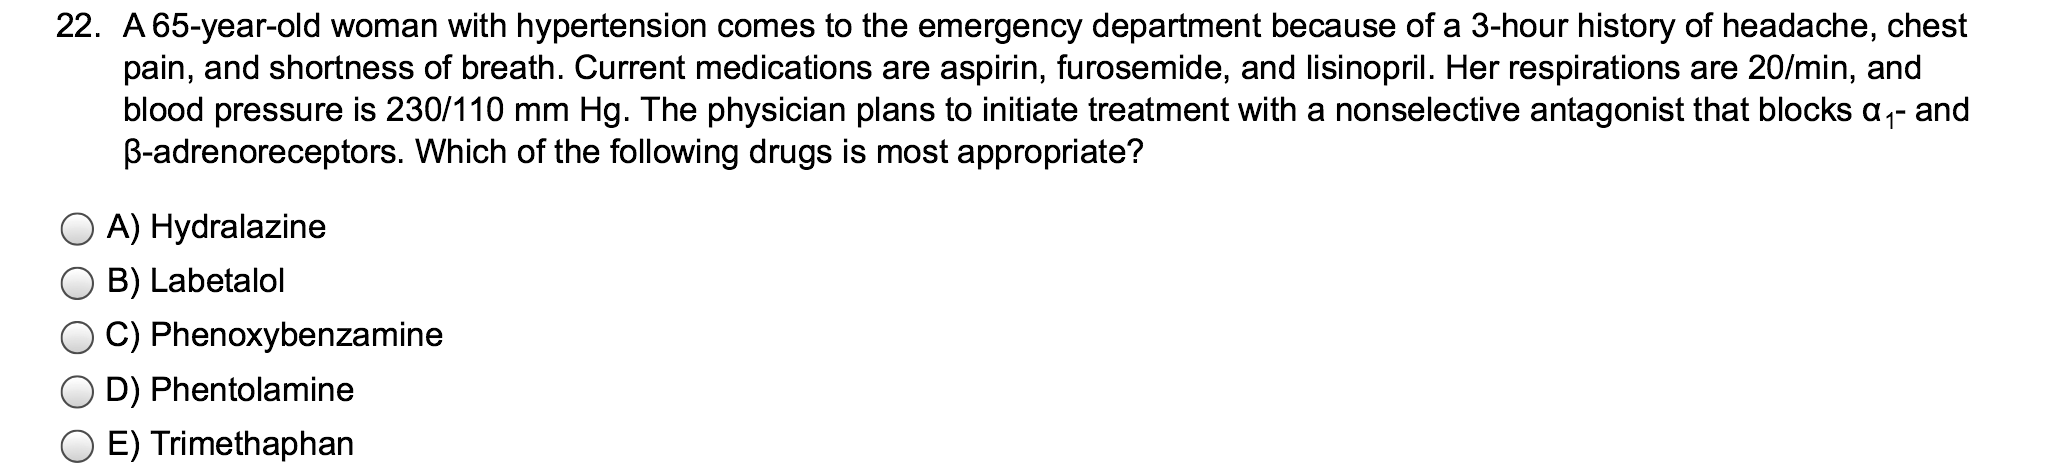 22. A 65-year-old woman with hypertension comes to the emergency department because of a 3-hour history of headache, chest
pain, and shortness of breath. Current medications are aspirin, furosemide, and lisinopril. Her respirations are 20/min, and
blood pressure is 230/110 mm Hg. The physician plans to initiate treatment with a nonselective antagonist that blocks α₁- and
β-adrenoreceptors. Which of the following drugs is most appropriate?
A) Hydralazine
B) Labetalol
C) Phenoxybenzamine
D) Phentolamine
E) Trimethaphan